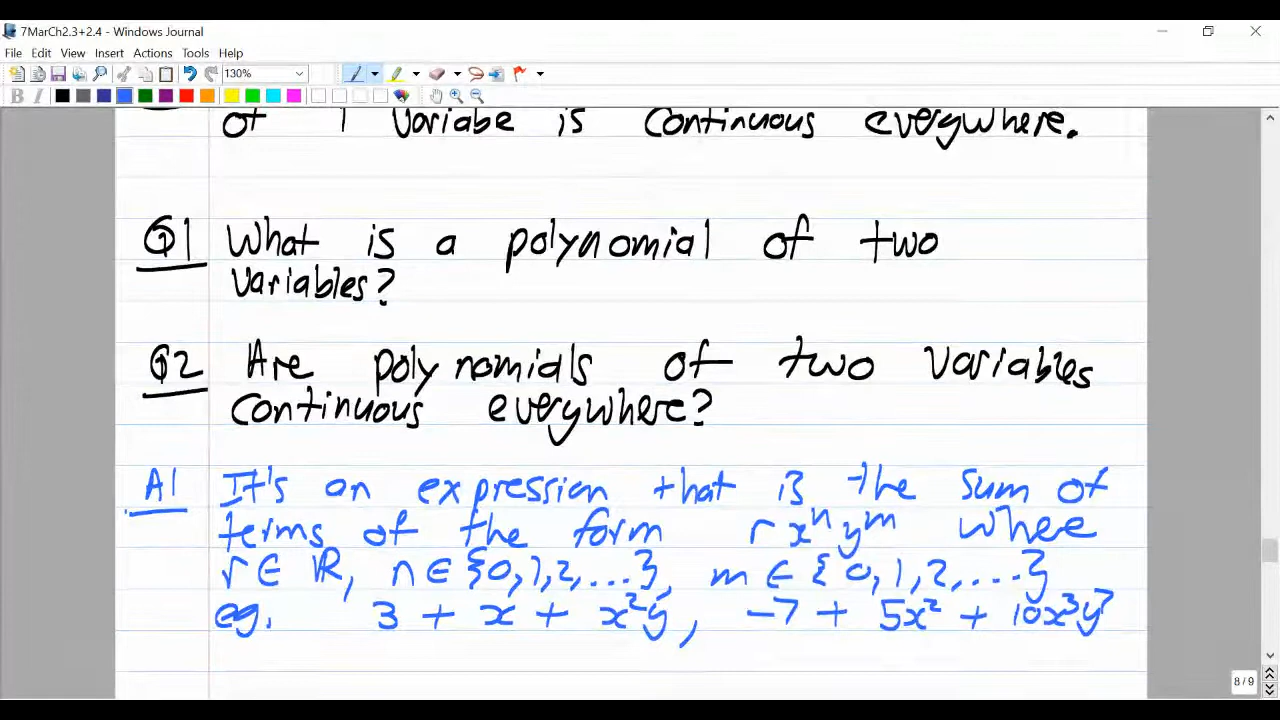 7MarCh2.3+2.4 - Windows Journal
File Edit View Insert Actions Tools Help
130%
B I
of 1 variabe is continuous everywhere.
Q1 What is a polynomial of two
variables?
Q2 Are polynomials of two variables
continuous everywhere?
A1 It's an expression that is the sum of
terms of the form r xⁿ yᵐ where
r ∈ ℝ, n ∈ {0,1,2,...}, m ∈ {0,1,2,...}
eg. 3 + x + x²y, -7 + 5x² + 10x³y⁷
8 / 9